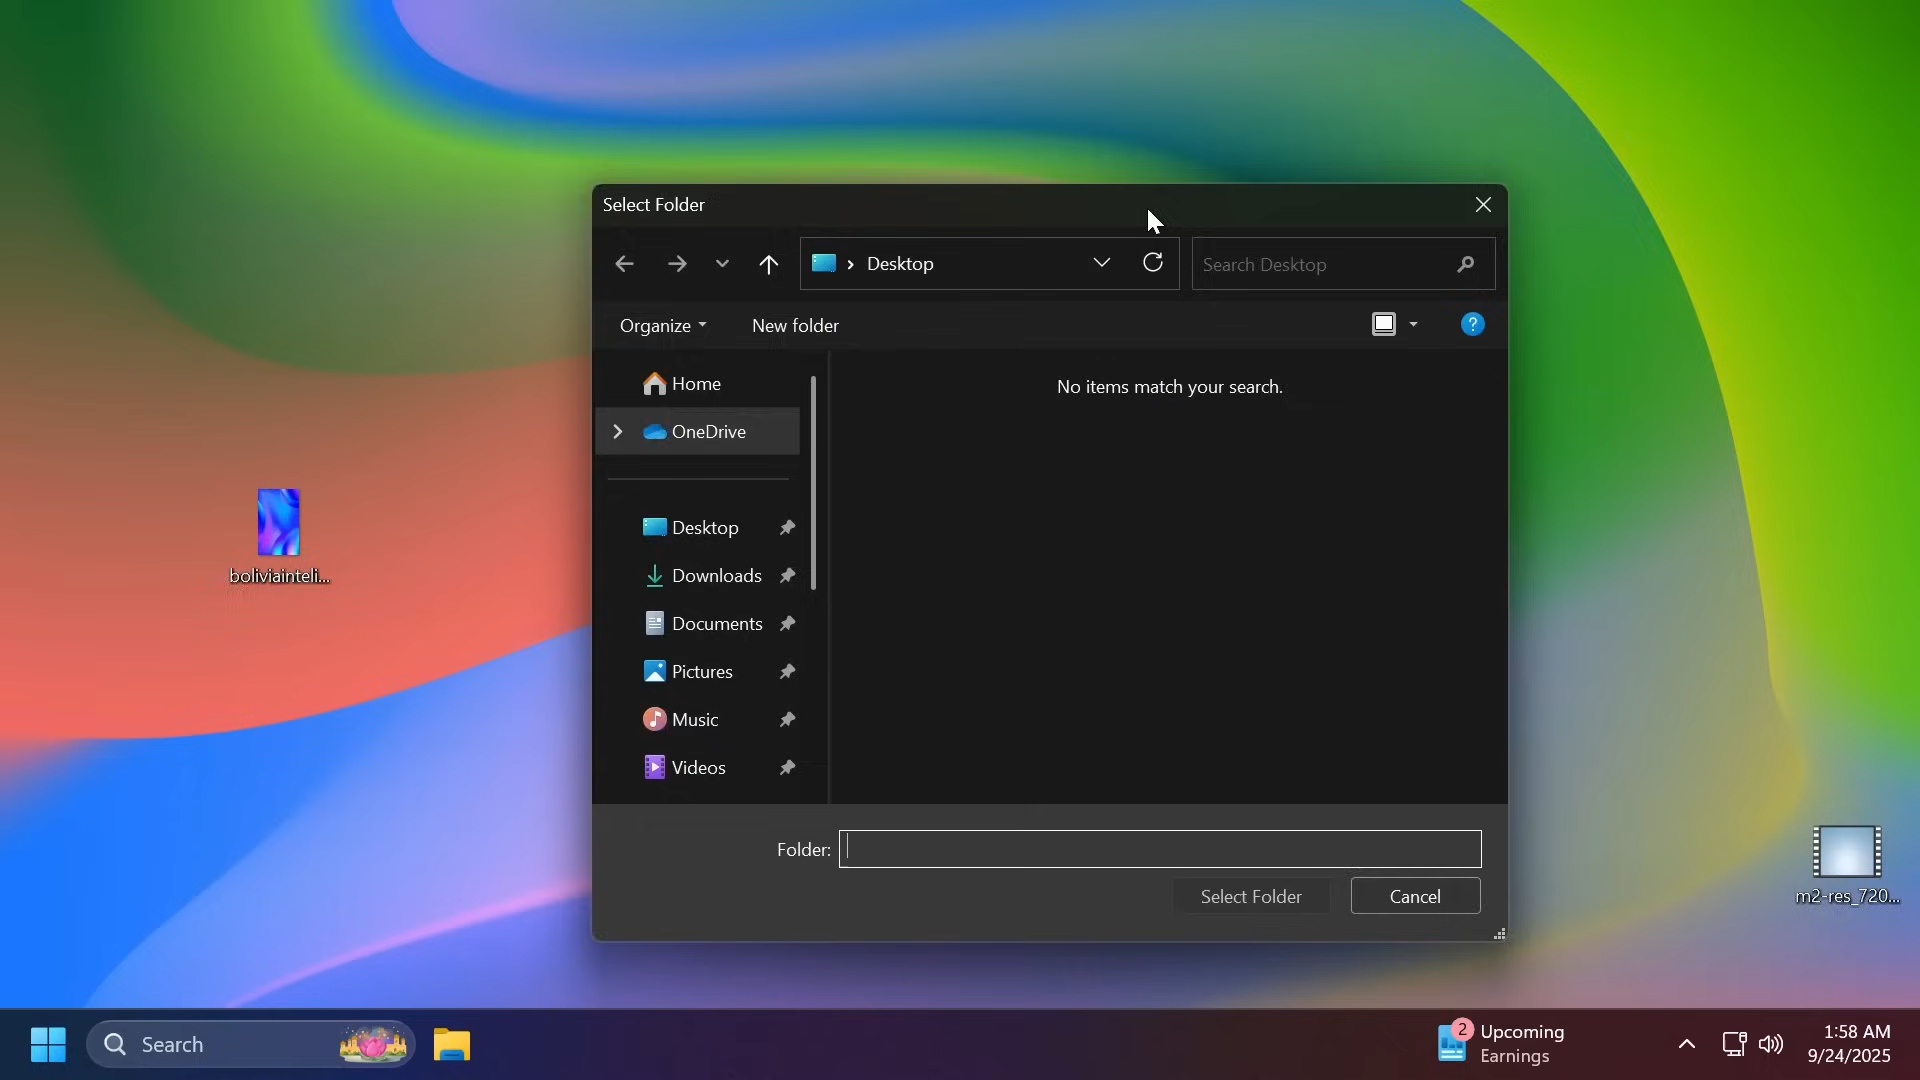 Select Folder
Desktop
Search Desktop
Organize
New folder
?
Home
No items match your search.
OneDrive
Desktop
boliviainteli...
Downloads
Documents
Pictures
Music
Videos
Folder:
m2-res_720...
Select Folder
Cancel
Search
2
Upcoming
Earnings
1:58 AM
9/24/2025